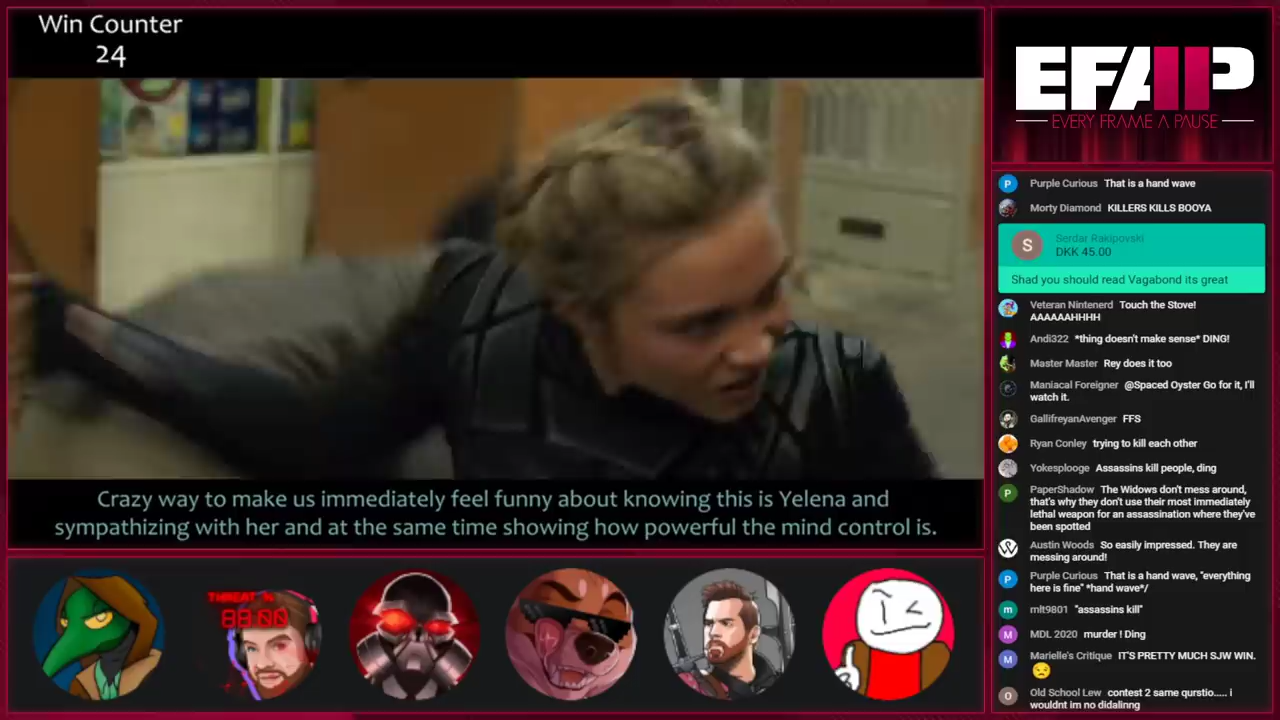 Win Counter
24
EFAP
EVERY FRAME A PAUSE
Purple Curious That is a hand wave
Morty Diamond KILLERS KILLS BOOYA
S
Serdar Rakipovski
DKK 45.00
Shad you should read Vagabond its great
Veteran Nintenerd Touch the Stove!
AAAAAAHHHH
Andi322 *thing doesn't make sense* DING!
Master Master Rey does it too
Maniacal Foreigner @Spaced Oyster Go for it, I'll
watch it.
GallifreyanAvenger FFS
Ryan Conley trying to kill each other
Yokesplooge Assassins kill people, ding
PaperShadow The Widows don't mess around,
that's why they don't use their most immediately
lethal weapon for an assassination where they've
been spotted
Austin Woods So easily impressed. They are
messing around!
Purple Curious That is a hand wave, "everything
here is fine" *hand wave*/
mlt9801 "assassins kill"
MDL 2020 murder ! Ding
Marielle's Critique IT'S PRETTY MUCH SJW WIN.
Old School Lew contest 2 same qurstio..... i
wouldnt im no didalinng
Crazy way to make us immediately feel funny about knowing this is Yelena and
sympathizing with her and at the same time showing how powerful the mind control is.
THREAT
88:00